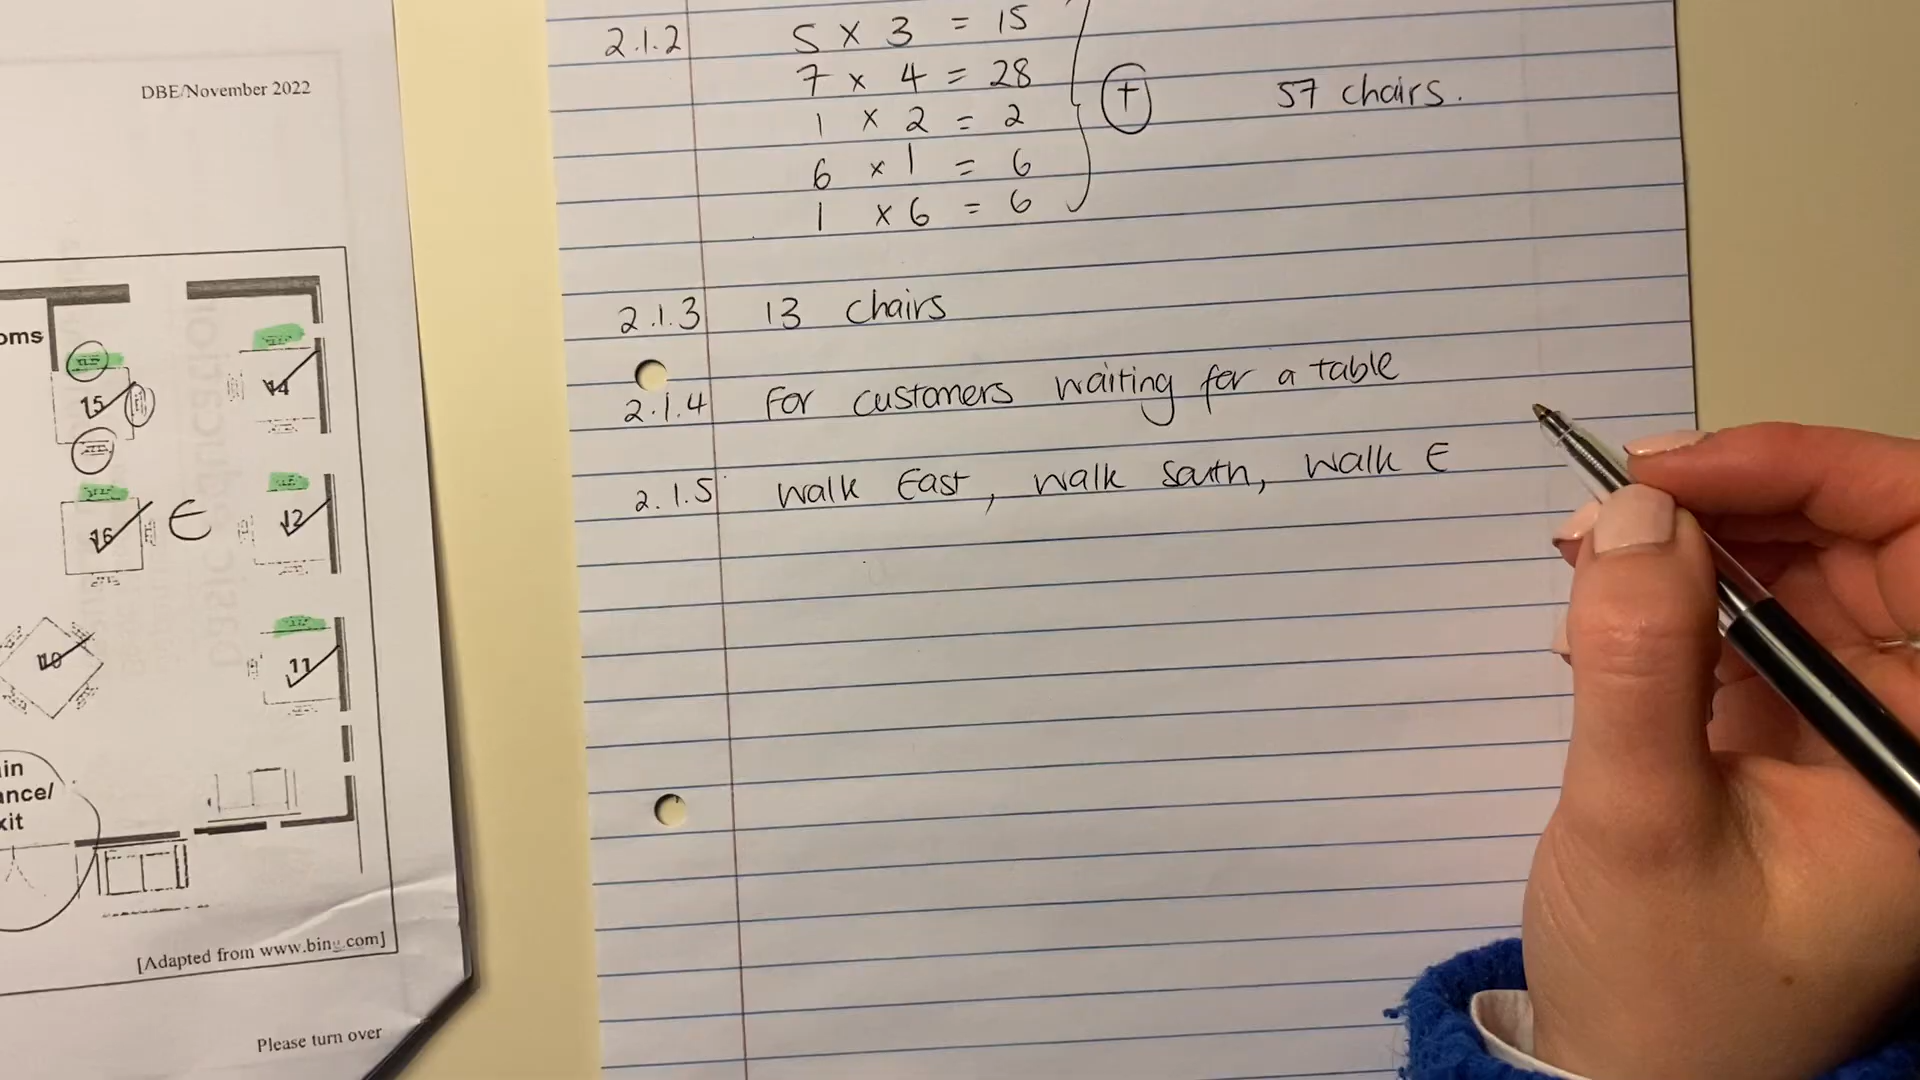 DBE/November 2022
oms
15
14
16
E
12
10
11
in
ance/
xit
[Adapted from www.bing.com]
Please turn over
2.1.2 5 x 3 = 15
7 x 4 = 28
1 x 2 = 2
6 x 1 = 6
1 x 6 = 6
+ 57 chairs.
2.1.3 13 chairs
2.1.4 For customers waiting for a table
2.1.5 walk East, walk South, walk E